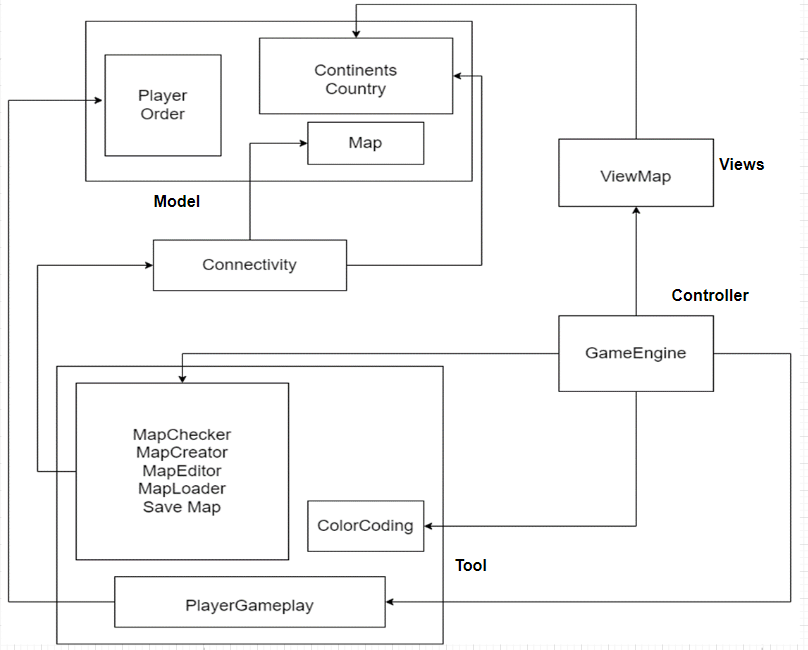 Player
Order
Continents
Country
Map
Model
ViewMap
Views
Connectivity
Controller
GameEngine
MapChecker
MapCreator
MapEditor
MapLoader
Save Map
ColorCoding
Tool
PlayerGameplay